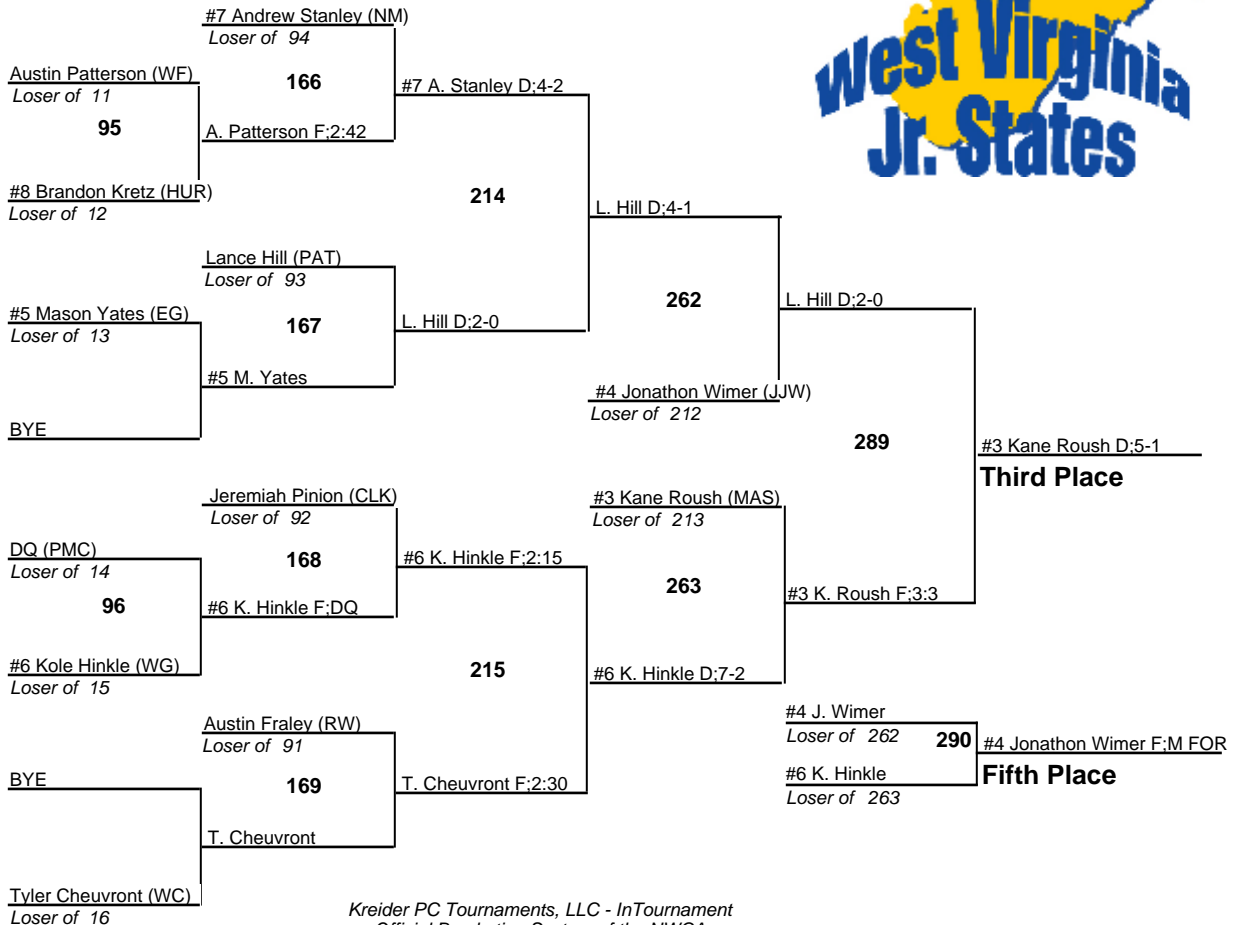 #7 Andrew Stanley (NM)
Loser of 94
West Virginia
Jr. States
Austin Patterson (WF)
Loser of 11
166
#7 A. Stanley D;4-2
95
A. Patterson F;2:42
#8 Brandon Kretz (HUR)
Loser of 12
214
L. Hill D;4-1
Lance Hill (PAT)
Loser of 93
#5 Mason Yates (EG)
Loser of 13
167
L. Hill D;2-0
262
L. Hill D;2-0
#5 M. Yates
#4 Jonathon Wimer (JJW)
Loser of 212
BYE
289
#3 Kane Roush D;5-1
Third Place
Jeremiah Pinion (CLK)
Loser of 92
#3 Kane Roush (MAS)
Loser of 213
DQ (PMC)
Loser of 14
168
#6 K. Hinkle F;2:15
96
#6 K. Hinkle F;DQ
263
#3 K. Roush F;3:3
#6 Kole Hinkle (WG)
Loser of 15
215
#6 K. Hinkle D;7-2
Austin Fraley (RW)
Loser of 91
#4 J. Wimer
Loser of 262
290
#4 Jonathon Wimer F;M FOR
Fifth Place
BYE
169
T. Cheuvront F;2:30
#6 K. Hinkle
Loser of 263
T. Cheuvront
Tyler Cheuvront (WC)
Loser of 16
Kreider PC Tournaments, LLC - InTournament